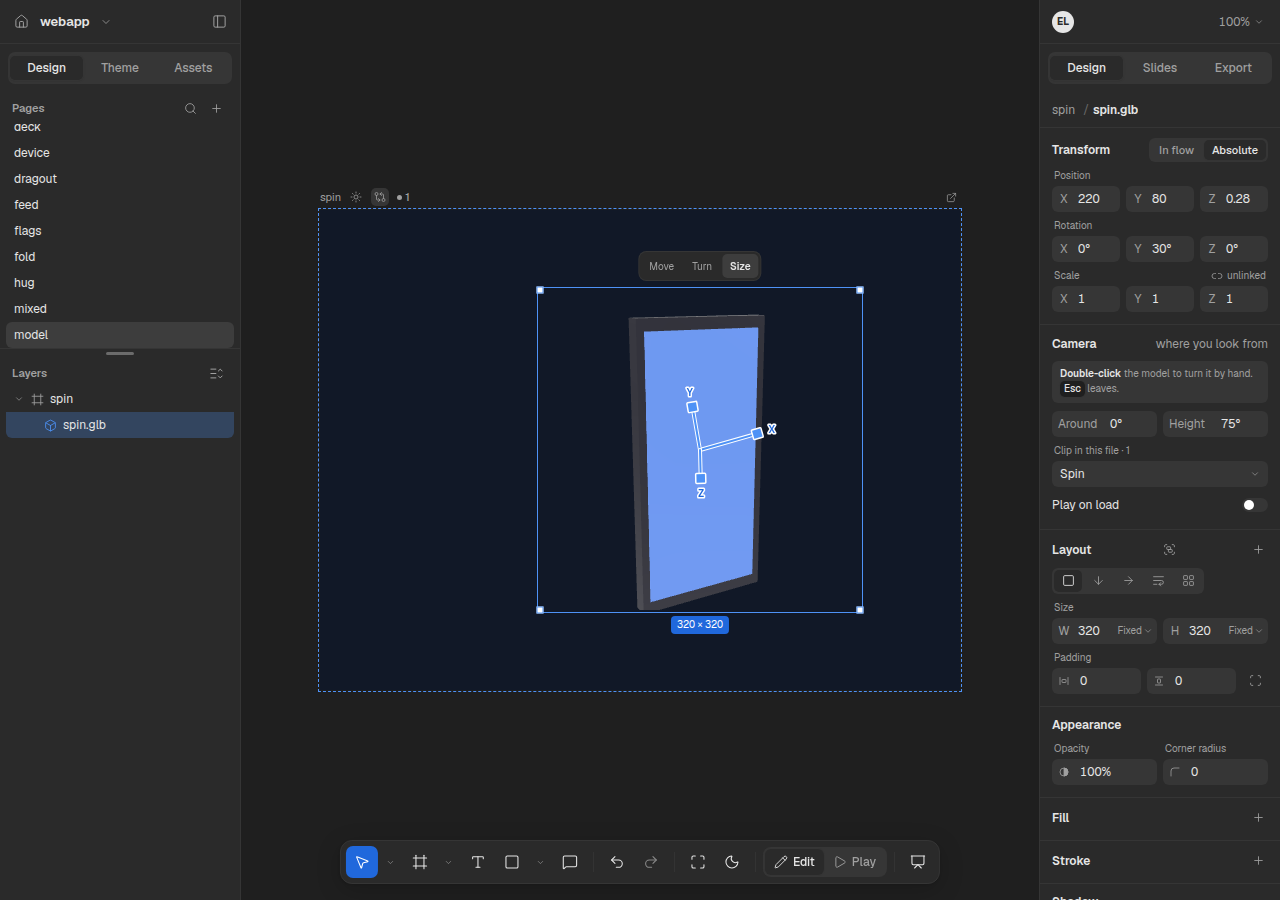 webapp
Design
Theme
Assets
Pages
deck
device
dragout
feed
flags
fold
hug
mixed
model
Layers
spin
spin.glb
spin
1
Move
Turn
Size
Y
X
Z
320 × 320
Edit
Play
EL
100%
Design
Slides
Export
spin / spin.glb
Transform
In flow
Absolute
Position
X 220
Y 80
Z 0.28
Rotation
X 0°
Y 30°
Z 0°
Scale
unlinked
X 1
Y 1
Z 1
Camera
where you look from
Double-click the model to turn it by hand.
Esc leaves.
Around 0°
Height 75°
Clip in this file · 1
Spin
Play on load
Layout
Size
W 320 Fixed
H 320 Fixed
Padding
0
0
Appearance
Opacity
Corner radius
100%
0
Fill
Stroke